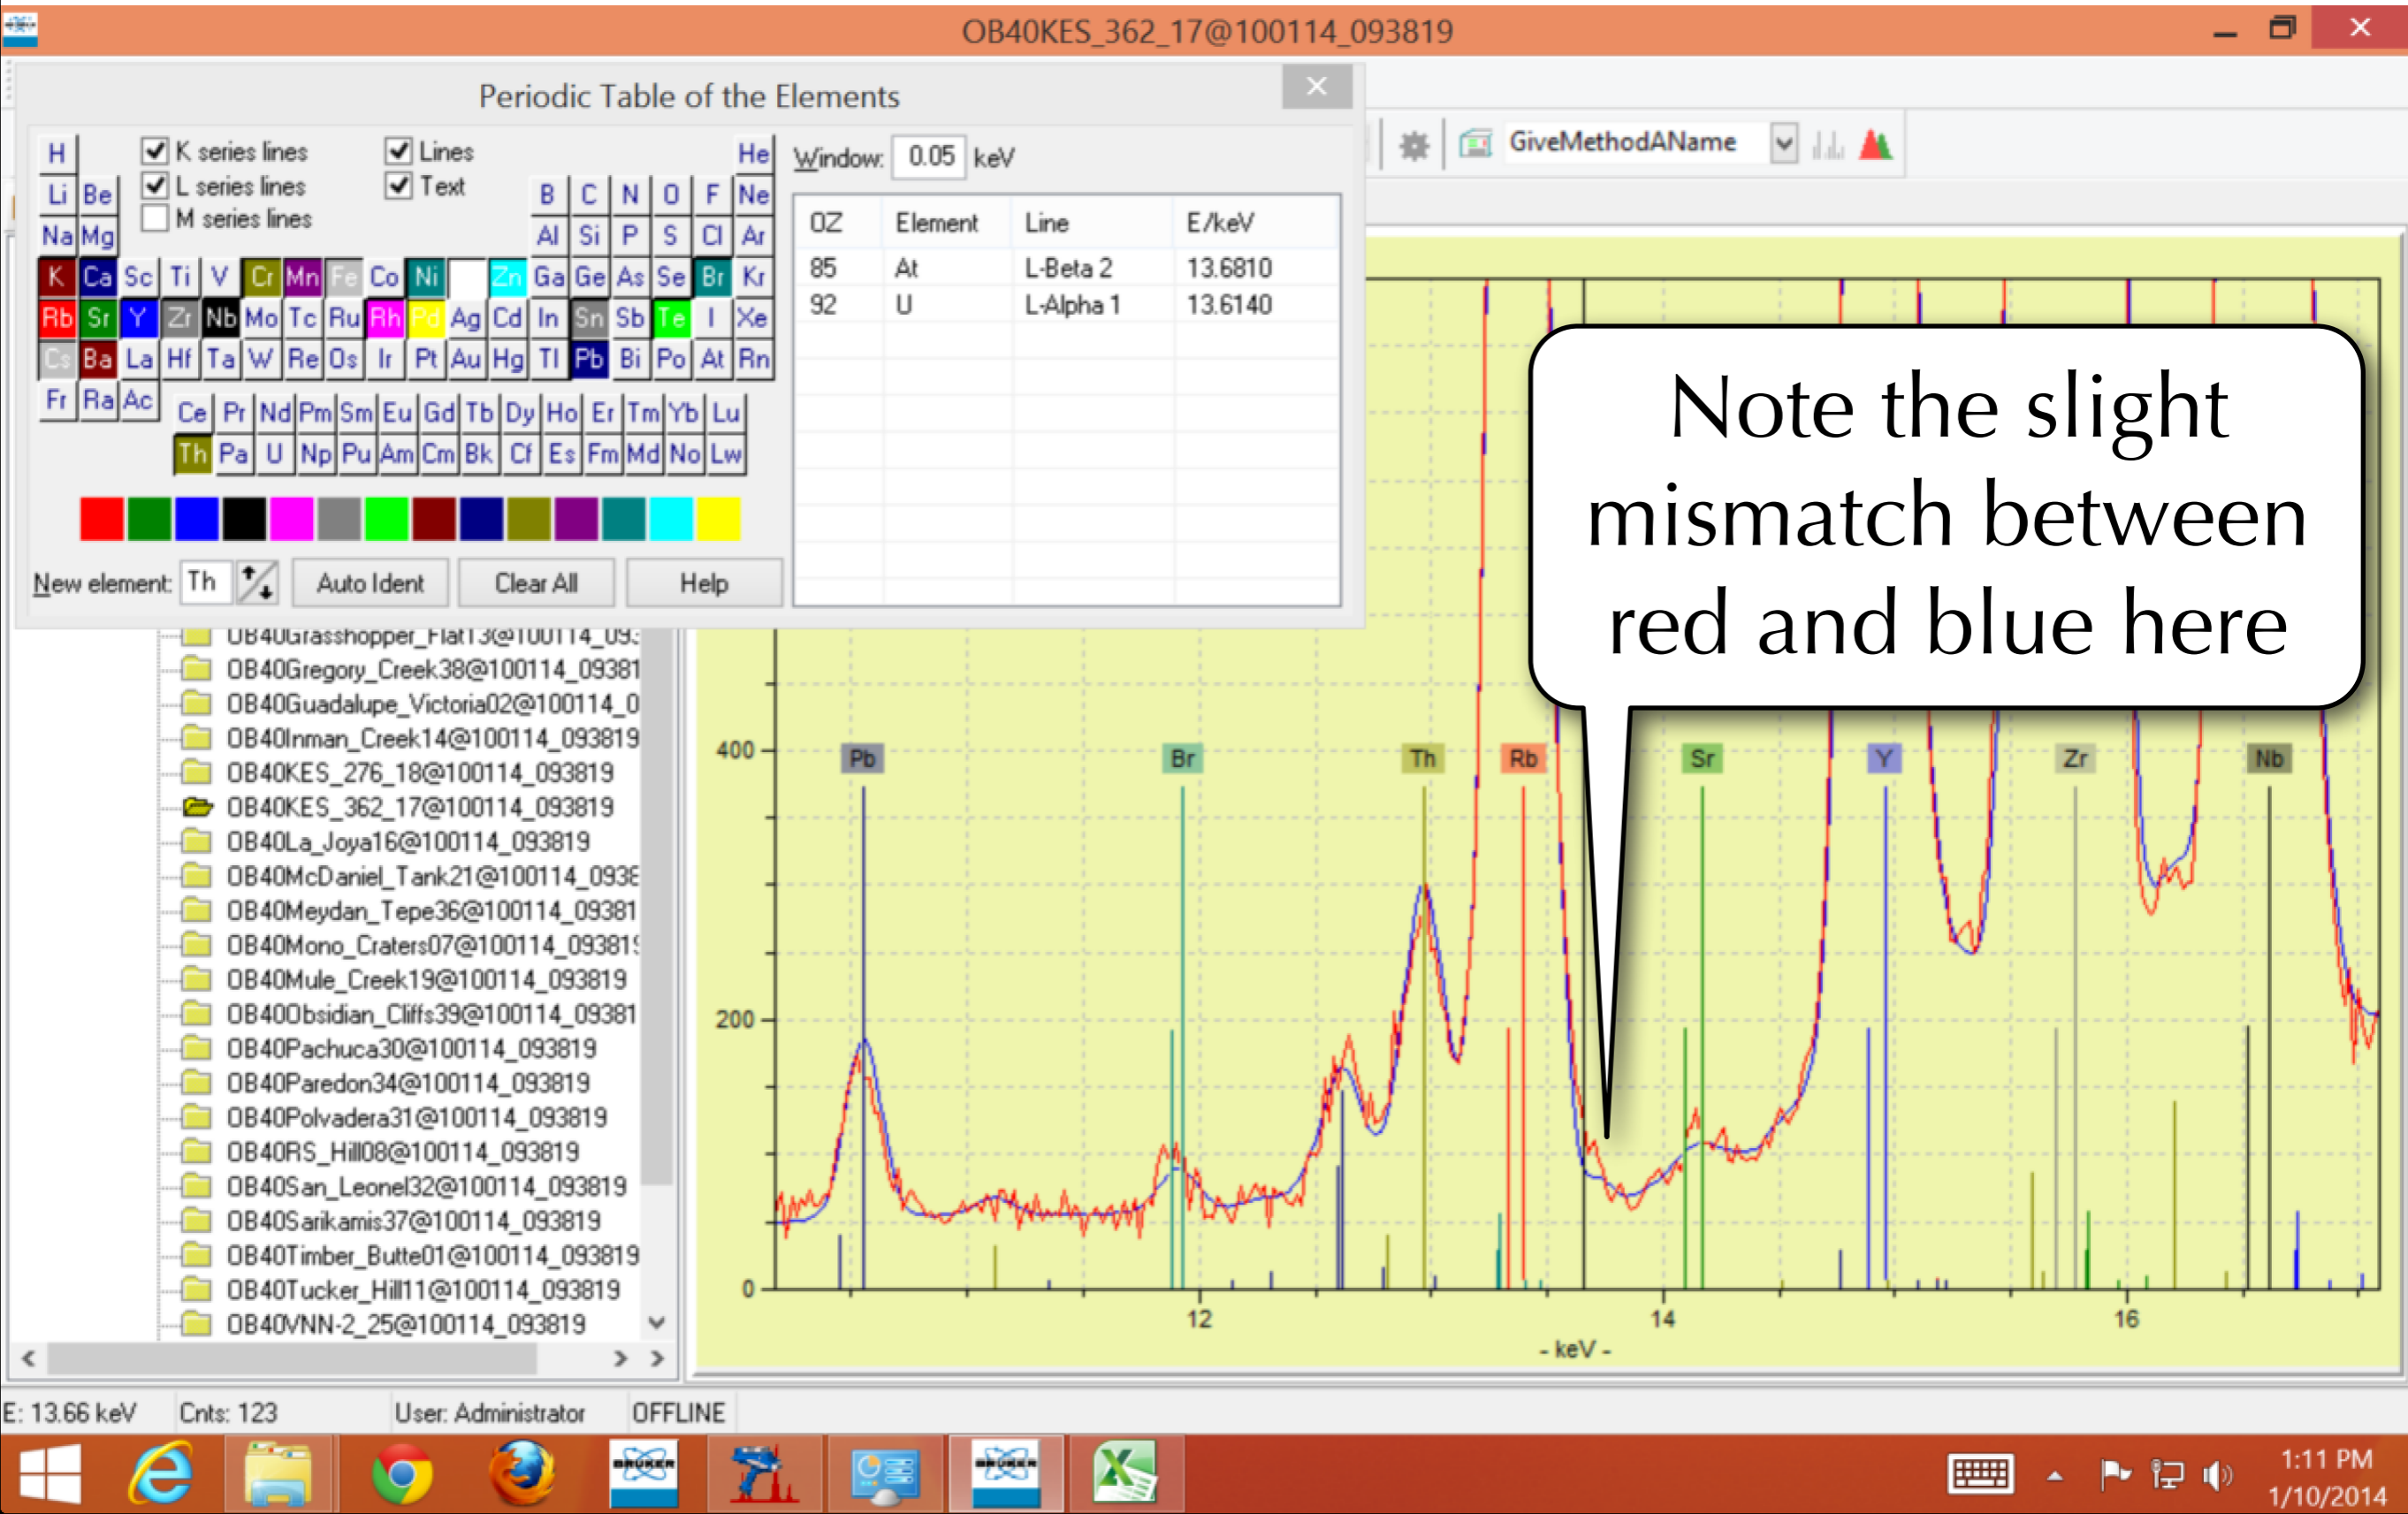 OB40KES_362_17@100114_093819
Periodic Table of the Elements
H
K series lines
Lines
He
Window: 0.05 keV
GiveMethodAName
Li Be
L series lines
Text
B C N O F Ne
M series lines
OZ Element Line E/keV
Na Mg
Al Si P S Cl Ar
85 At L-Beta 2 13.6810
K Ca Sc Ti V Cr Mn Fe Co Ni Zn Ga Ge As Se Br Kr
92 U L-Alpha 1 13.6140
Rb Sr Y Zr Nb Mo Tc Ru Rh Pd Ag Cd In Sn Sb Te I Xe
Cs Ba La Hf Ta W Re Os Ir Pt Au Hg Tl Pb Bi Po At Rn
Fr Ra Ac
Ce Pr Nd Pm Sm Eu Gd Tb Dy Ho Er Tm Yb Lu
Th Pa U Np Pu Am Cm Bk Cf Es Fm Md No Lw
New element: Th Auto Ident Clear All Help
Note the slight
mismatch between
red and blue here
OB40Grasshopper_Flat13@100114_093
OB40Gregory_Creek38@100114_09381
OB40Guadalupe_Victoria02@100114_0
OB40Inman_Creek14@100114_093819
OB40KES_276_18@100114_093819
OB40KES_362_17@100114_093819
OB40La_Joya16@100114_093819
OB40McDaniel_Tank21@100114_0938
OB40Meydan_Tepe36@100114_09381
OB40Mono_Craters07@100114_093819
OB40Mule_Creek19@100114_093819
OB40Obsidian_Cliffs39@100114_09381
OB40Pachuca30@100114_093819
OB40Paredon34@100114_093819
OB40Polvadera31@100114_093819
OB40RS_Hill08@100114_093819
OB40San_Leonel32@100114_093819
OB40Sarikamis37@100114_093819
OB40Timber_Butte01@100114_093819
OB40Tucker_Hill11@100114_093819
OB40VNN-2_25@100114_093819
400
Pb Br Th Rb Sr Y Zr Nb
200
0
12 14 16
- keV -
E: 13.66 keV Cnts: 123 User: Administrator OFFLINE
BRUKER
BRUKER
1:11 PM
1/10/2014